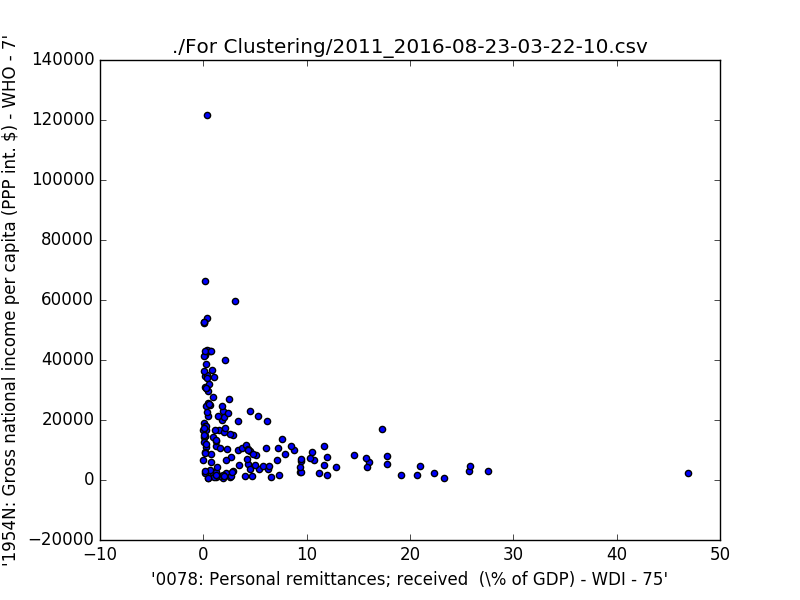 ./For Clustering/2011_2016-08-23-03-22-10.csv
'1954N: Gross national income per capita (PPP int. $) - WHO - 7'
140000
120000
100000
80000
60000
40000
20000
0
−20000
−10 0 10 20 30 40 50
'0078: Personal remittances; received  (\% of GDP) - WDI - 75'